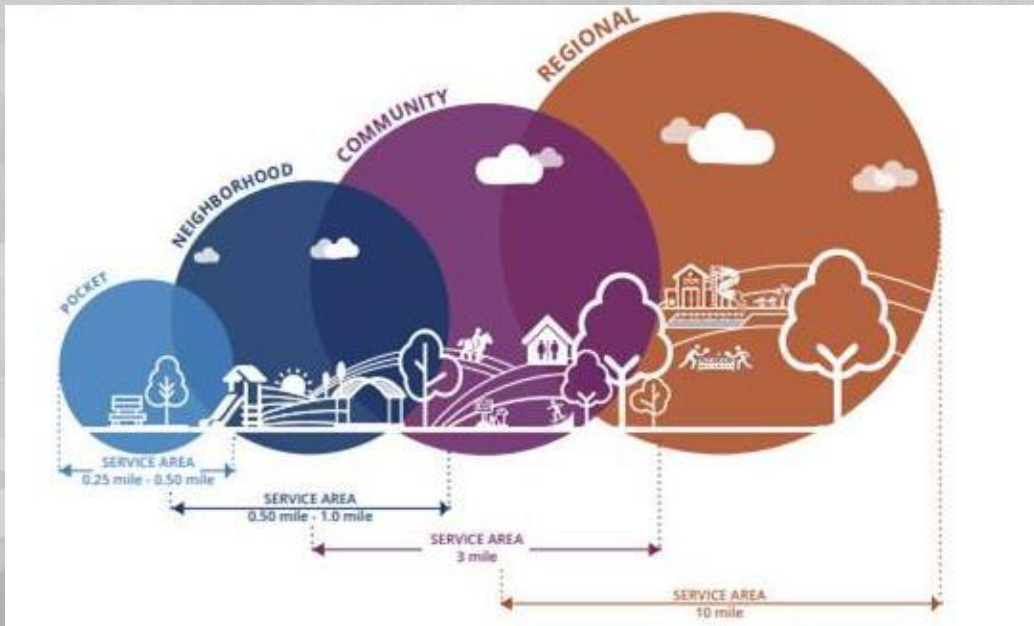 POCKET
NEIGHBORHOOD
COMMUNITY
REGIONAL
SERVICE AREA
0.25 mile - 0.50 mile
SERVICE AREA
0.50 mile - 1.0 mile
SERVICE AREA
3 mile
SERVICE AREA
10 mile